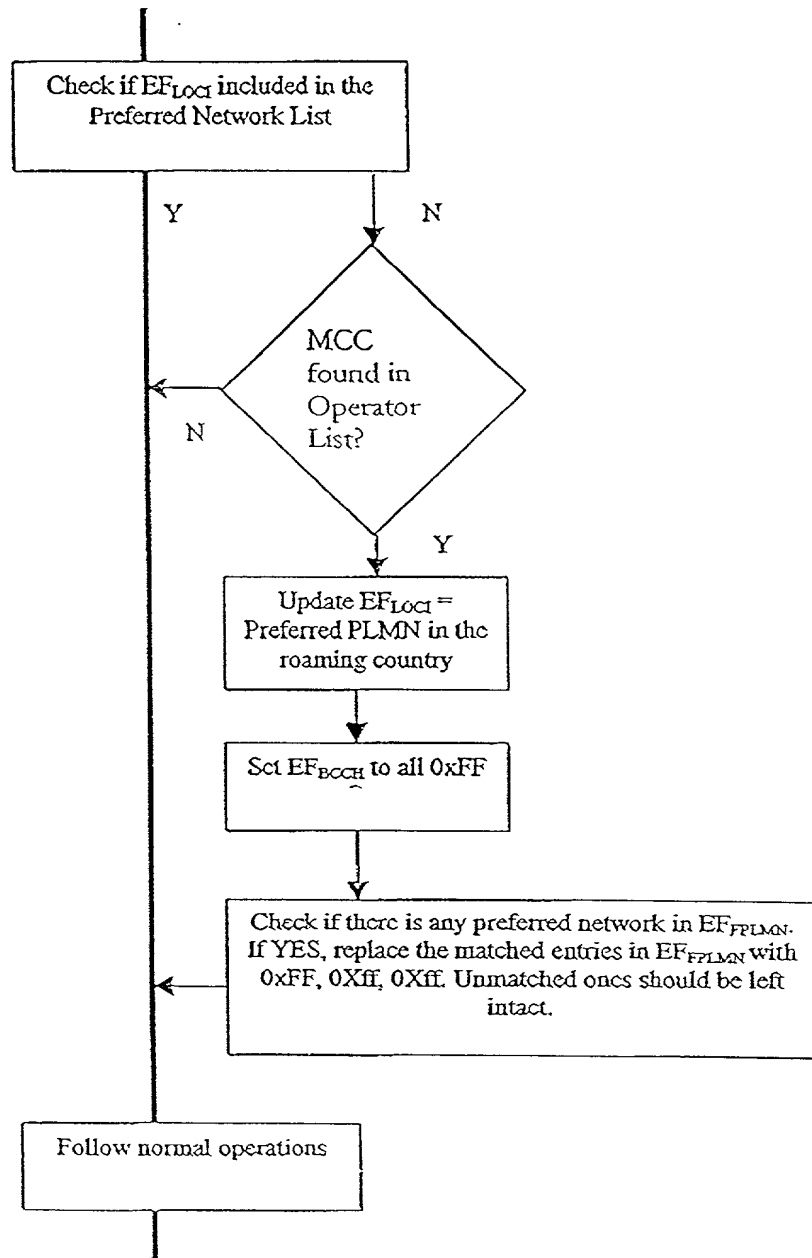 Check if EF_LOCI included in the
Preferred Network List
Y
N
MCC
found in
Operator
List?
N
Y
Update EF_LOCI =
Preferred PLMN in the
roaming country
Set EF_BCCH to all 0xFF
Check if there is any preferred network in EF_FPLMN.
If YES, replace the matched entries in EF_FPLMN with
0xFF, 0Xff, 0Xff. Unmatched ones should be left
intact.
Follow normal operations